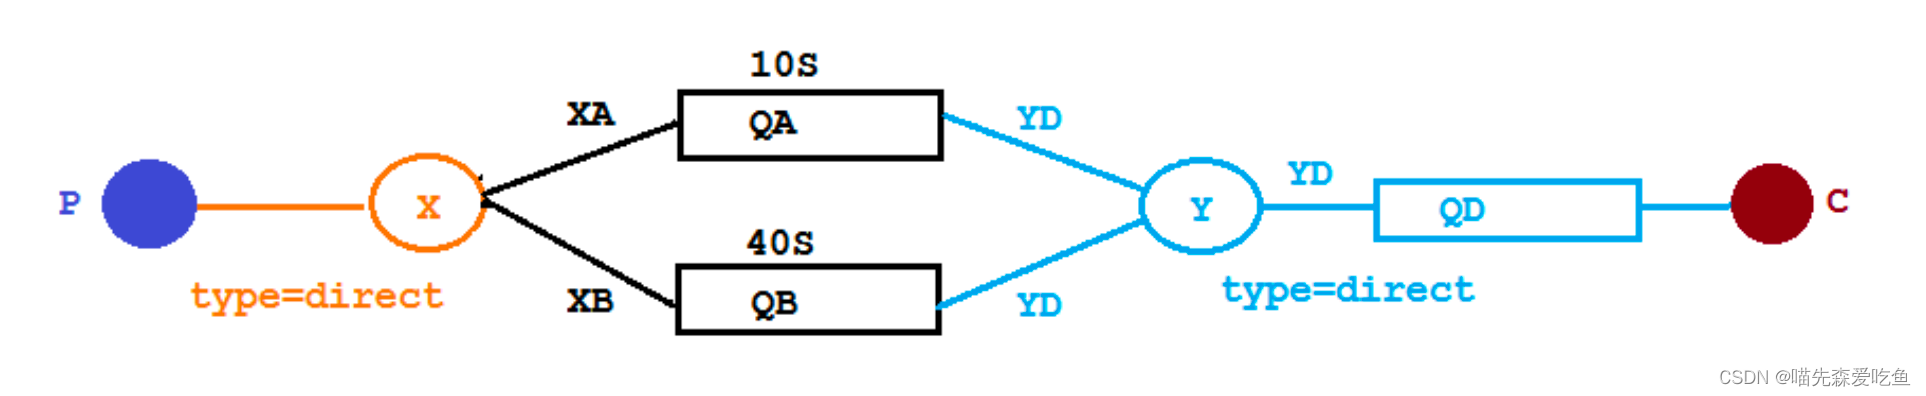 10S
XA
QA
YD
YD
P
X
Y
QD
C
40S
type=direct
XB
QB
YD
type=direct
CSDN @喵先森爱吃鱼